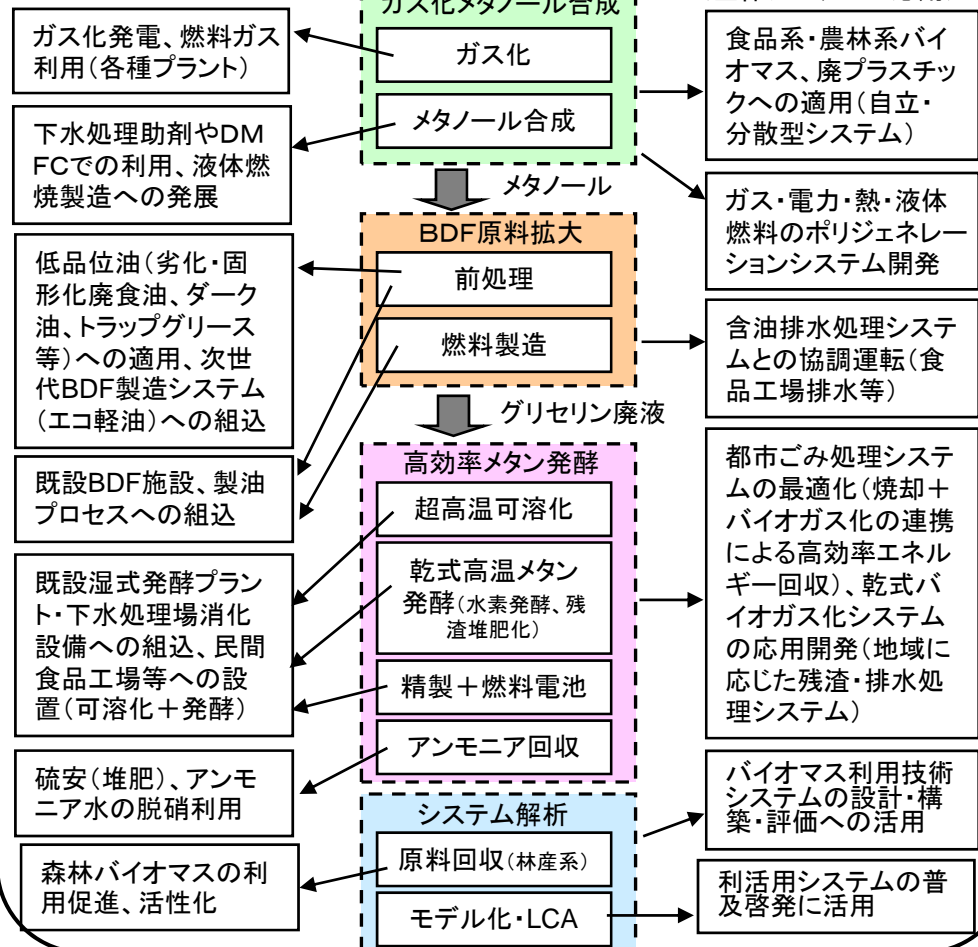 ガス化メタノール合成
ガス化
メタノール合成
メタノール
BDF原料拡大
前処理
燃料製造
グリセリン廃液
高効率メタン発酵
超高温可溶化
乾式高温メタン
発酵(水素発酵、残
渣堆肥化)
精製+燃料電池
アンモニア回収
システム解析
原料回収(林産系)
モデル化・LCA
ガス化発電、燃料ガス
利用(各種プラント)
下水処理助剤やDM
FCでの利用、液体燃
焼製造への発展
低品位油(劣化・固
形化廃食油、ダーク
油、トラップグリース
等)への適用、次世
代BDF製造システム
(エコ軽油)への組込
既設BDF施設、製油
プロセスへの組込
既設湿式発酵プラン
ト・下水処理場消化
設備への組込、民間
食品工場等への設
置(可溶化+発酵)
硫安(堆肥)、アンモ
ニア水の脱硝利用
森林バイオマスの利
用促進、活性化
食品系・農林系バイ
オマス、廃プラスチッ
クへの適用(自立・
分散型システム)
ガス・電力・熱・液体
燃料のポリジェネレー
ションシステム開発
含油排水処理システ
ムとの協調運転(食
品工場排水等)
都市ごみ処理システ
ムの最適化(焼却+
バイオガス化の連携
による高効率エネル
ギー回収)、乾式バ
イオガス化システム
の応用開発(地域に
応じた残渣・排水処
理システム)
バイオマス利用技術
システムの設計・構
築・評価への活用
利活用システムの普
及啓発に活用